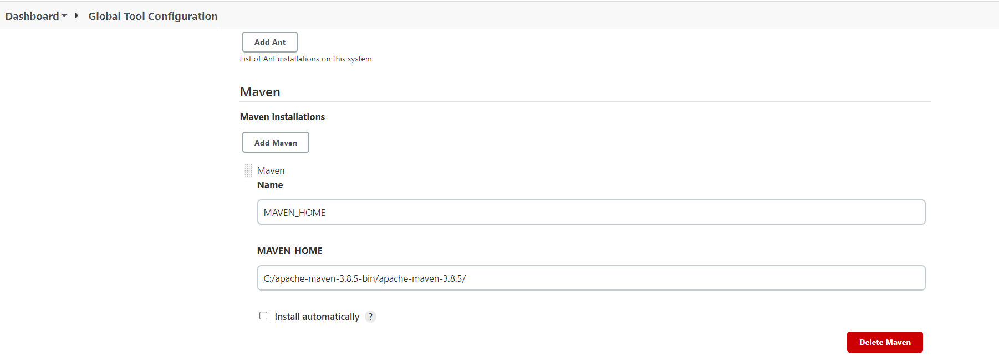 Dashboard Global Tool Configuration
Add Ant
List of Ant installations on this system
Maven
Maven installations
Add Maven
Maven
Name
MAVEN_HOME
MAVEN_HOME
C:/apache-maven-3.8.5-bin/apache-maven-3.8.5/
Install automatically ?
Delete Maven